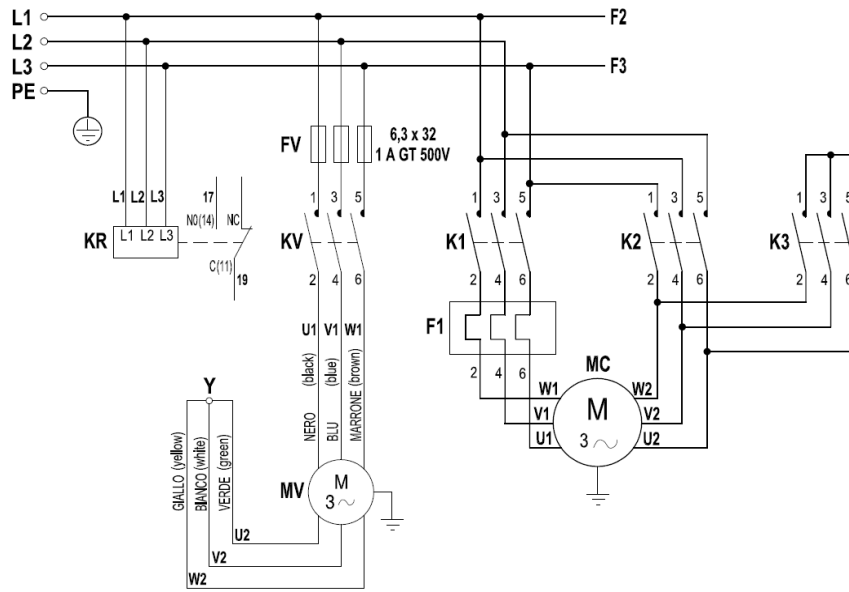 L1
F2
L2
L3
F3
PE
FV
6,3 x 32
1 A GT 500V
L1 L2 L3
17
N0(14) NC
1 3 5
1 3 5
1 3 5
1 3 5
KR
L1 L2 L3
KV
K1
K2
K3
C(11)
19
2 4 6
2 4 6
2 4 6
2 4 6
F1
U1 V1 W1
2 4 6
MC
NERO (black)
BLU (blue)
MARRONE (brown)
Y
W1
W2
M
V1
V2
3
U1
U2
GIALLO (yellow)
BIANCO (white)
VERDE (green)
MV
M
3
U2
V2
W2